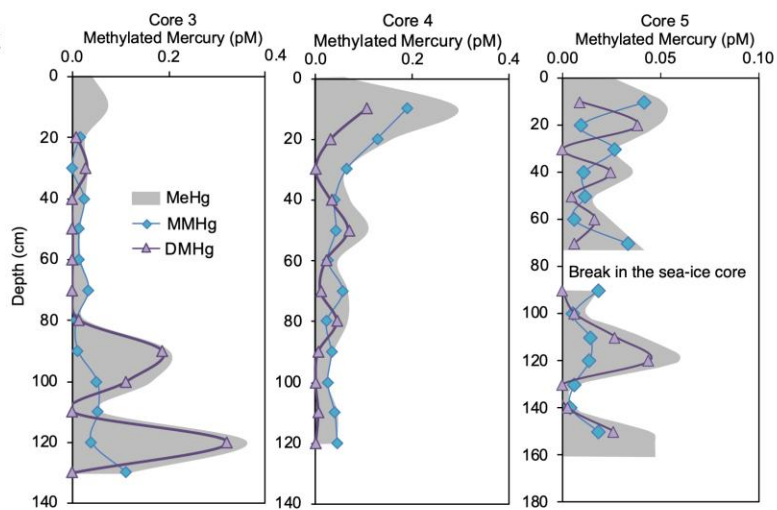 Core 3
Methylated Mercury (pM)
0.0 0.2 0.4
Core 4
Methylated Mercury (pM)
0.0 0.2 0.4
Core 5
Methylated Mercury (pM)
0.00 0.05 0.10
Depth (cm)
0
20
40
60
80
100
120
140
MeHg
MMHg
DMHg
0
20
40
60
80
100
120
140
0
20
40
60
80
Break in the sea-ice core
100
120
140
160
180